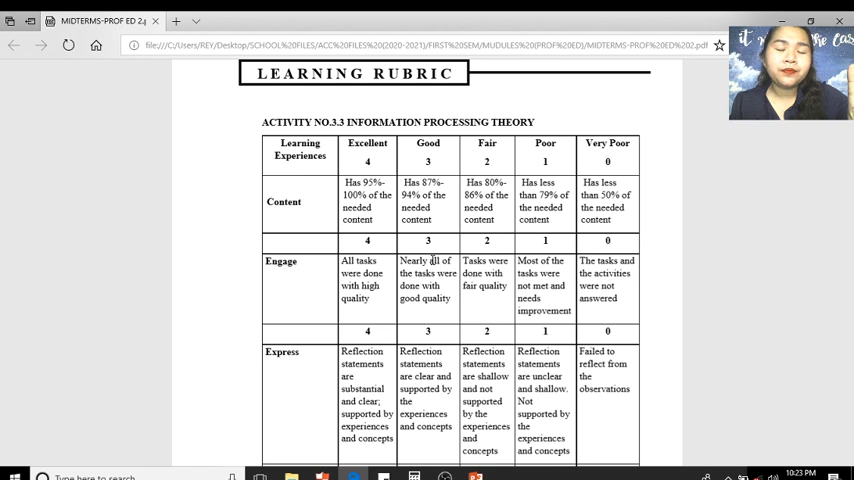 MIDTERMS-PROF ED 2.p
file:///C:/Users/REY/Desktop/SCHOOL%20FILES/ACC%20FILES%20(2020-2021)/FIRST%20SEM/MUDULES%20(PROF%20ED)/MIDTERMS-PROF%20ED%202.pdf
LEARNING RUBRIC
ACTIVITY NO.3.3 INFORMATION PROCESSING THEORY
Learning Experiences Excellent 4 Good 3 Fair 2 Poor 1 Very Poor 0
Content
Has 95%-
100% of the
needed
content
Has 87%-
94% of the
needed
content
Has 80%-
86% of the
needed
content
Has less
than 79% of
the needed
content
Has less
than 50% of
the needed
content
4 3 2 1 0
Engage
All tasks
were done
with high
quality
Nearly all of
the tasks were
done with
good quality
Tasks were
done with
fair quality
Most of the
tasks were
not met and
needs
improvement
The tasks and
the activities
were not
answered
4 3 2 1 0
Express
Reflection
statements
are
substantial
and clear;
supported by
experiences
and concepts
Reflection
statements
are clear and
supported by
the
experiences
and concepts
Reflection
statements
are shallow
and not
supported
by the
experiences
and
concepts
Reflection
statements
are unclear
and shallow.
Not
supported by
the
experiences
and concepts
Failed to
reflect from
the
observations
Type here to search
10:23 PM